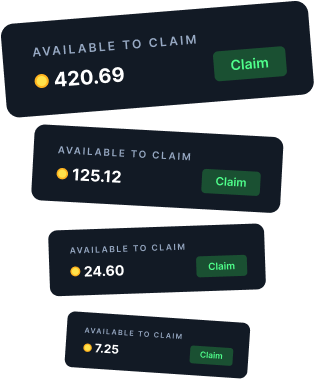 AVAILABLE TO CLAIM
420.69
Claim
AVAILABLE TO CLAIM
125.12
Claim
AVAILABLE TO CLAIM
24.60
Claim
AVAILABLE TO CLAIM
7.25
Claim